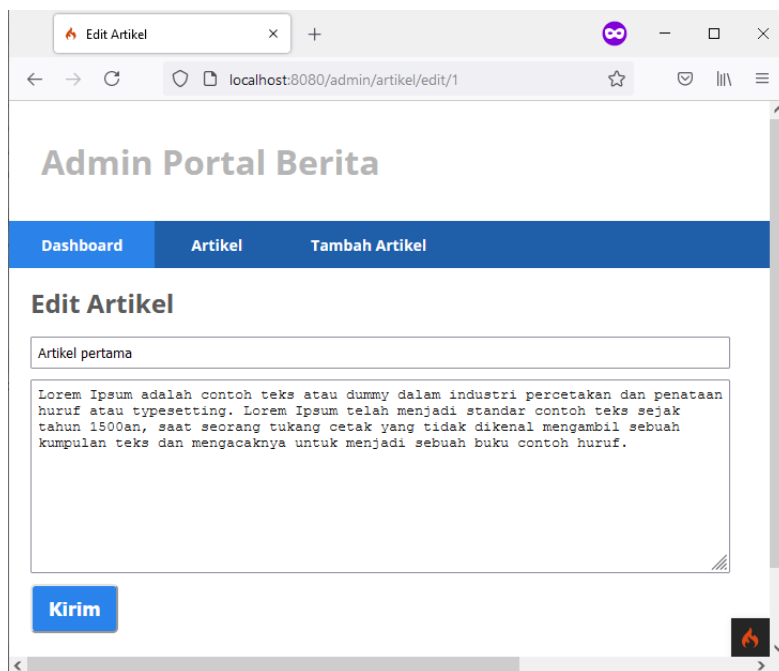 Edit Artikel
localhost:8080/admin/artikel/edit/1
Admin Portal Berita
Dashboard Artikel Tambah Artikel
Edit Artikel
Artikel pertama
Lorem Ipsum adalah contoh teks atau dummy dalam industri percetakan dan penataan
huruf atau typesetting. Lorem Ipsum telah menjadi standar contoh teks sejak
tahun 1500an, saat seorang tukang cetak yang tidak dikenal mengambil sebuah
kumpulan teks dan mengacaknya untuk menjadi sebuah buku contoh huruf.
Kirim